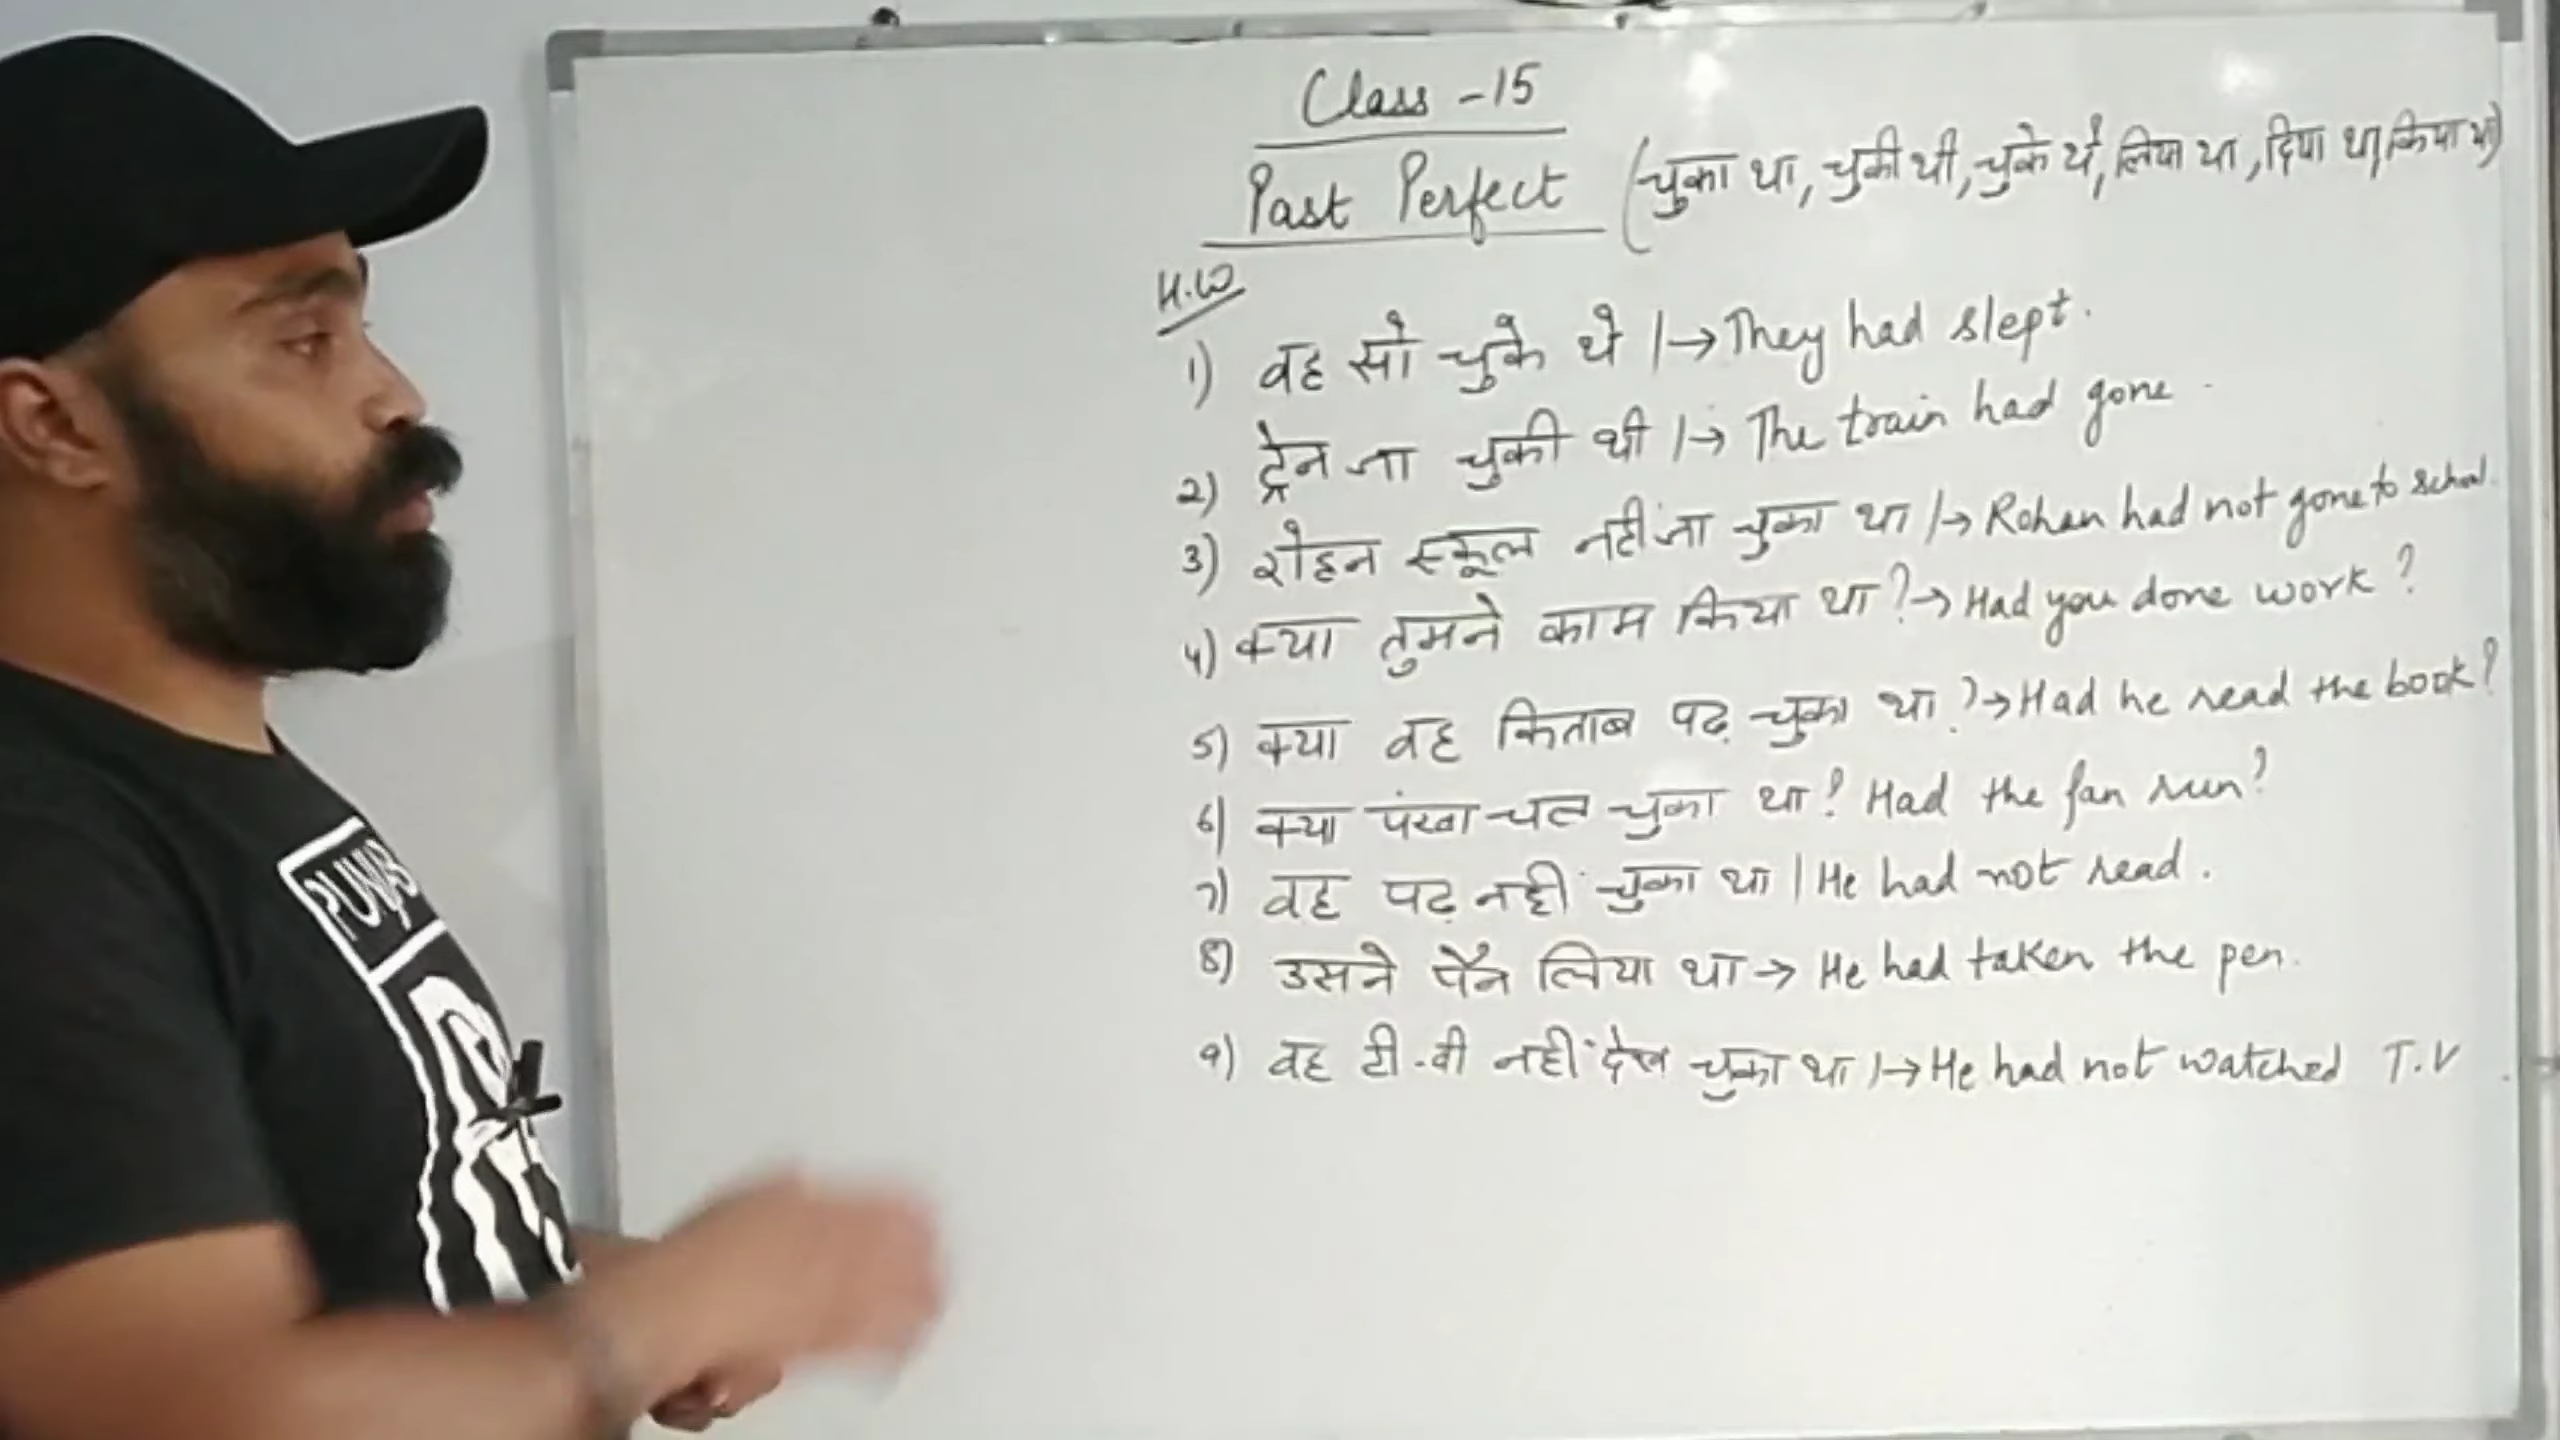 Class -15
Past Perfect (चुका था, चुकी थी, चुके थे, लिया था, दिया था, किया था)
H.W
1) वह सो चुके थे |→ They had slept.
2) ट्रेन जा चुकी थी |→ The train had gone.
3) रोहन स्कूल नहीं जा चुका था |→ Rohan had not gone to school.
4) क्या तुमने काम किया था? → Had you done work?
5) क्या वह किताब पढ़ चुका था? → Had he read the book?
6) क्या पंखा चल चुका था? Had the fan run?
7) वह पढ़ नहीं चुका था | He had not read.
8) उसने पैन लिया था → He had taken the pen.
9) वह टी.वी नहीं देख चुका था |→ He had not watched T.V.